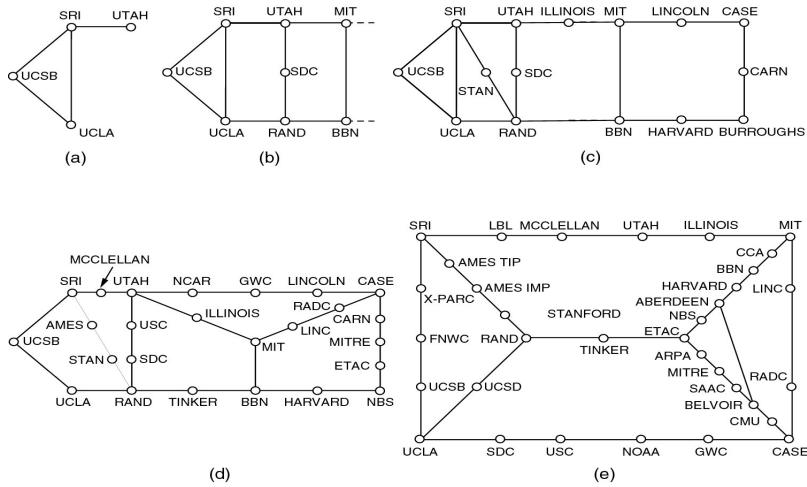 SRI UTAH
UCSB
UCLA
(a)
SRI UTAH MIT
UCSB SDC
UCLA RAND BBN
(b)
SRI UTAH ILLINOIS MIT LINCOLN CASE
UCSB SDC CARN
STAN
UCLA RAND BBN HARVARD BURROUGHS
(c)
MCCLELLAN
SRI UTAH NCAR GWC LINCOLN CASE
RADC
AMES USC ILLINOIS LINC CARN
UCSB MIT MITRE
STAN SDC ETAC
UCLA RAND TINKER BBN HARVARD NBS
(d)
SRI LBL MCCLELLAN UTAH ILLINOIS MIT
CCA
AMES TIP BBN
AMES IMP HARVARD LINC
X-PARC ABERDEEN
STANFORD NBS
FNWC RAND ETAC
TINKER ARPA
MITRE RADC
UCSB UCSD SAAC
BELVOIR
CMU
UCLA SDC USC NOAA GWC CASE
(e)